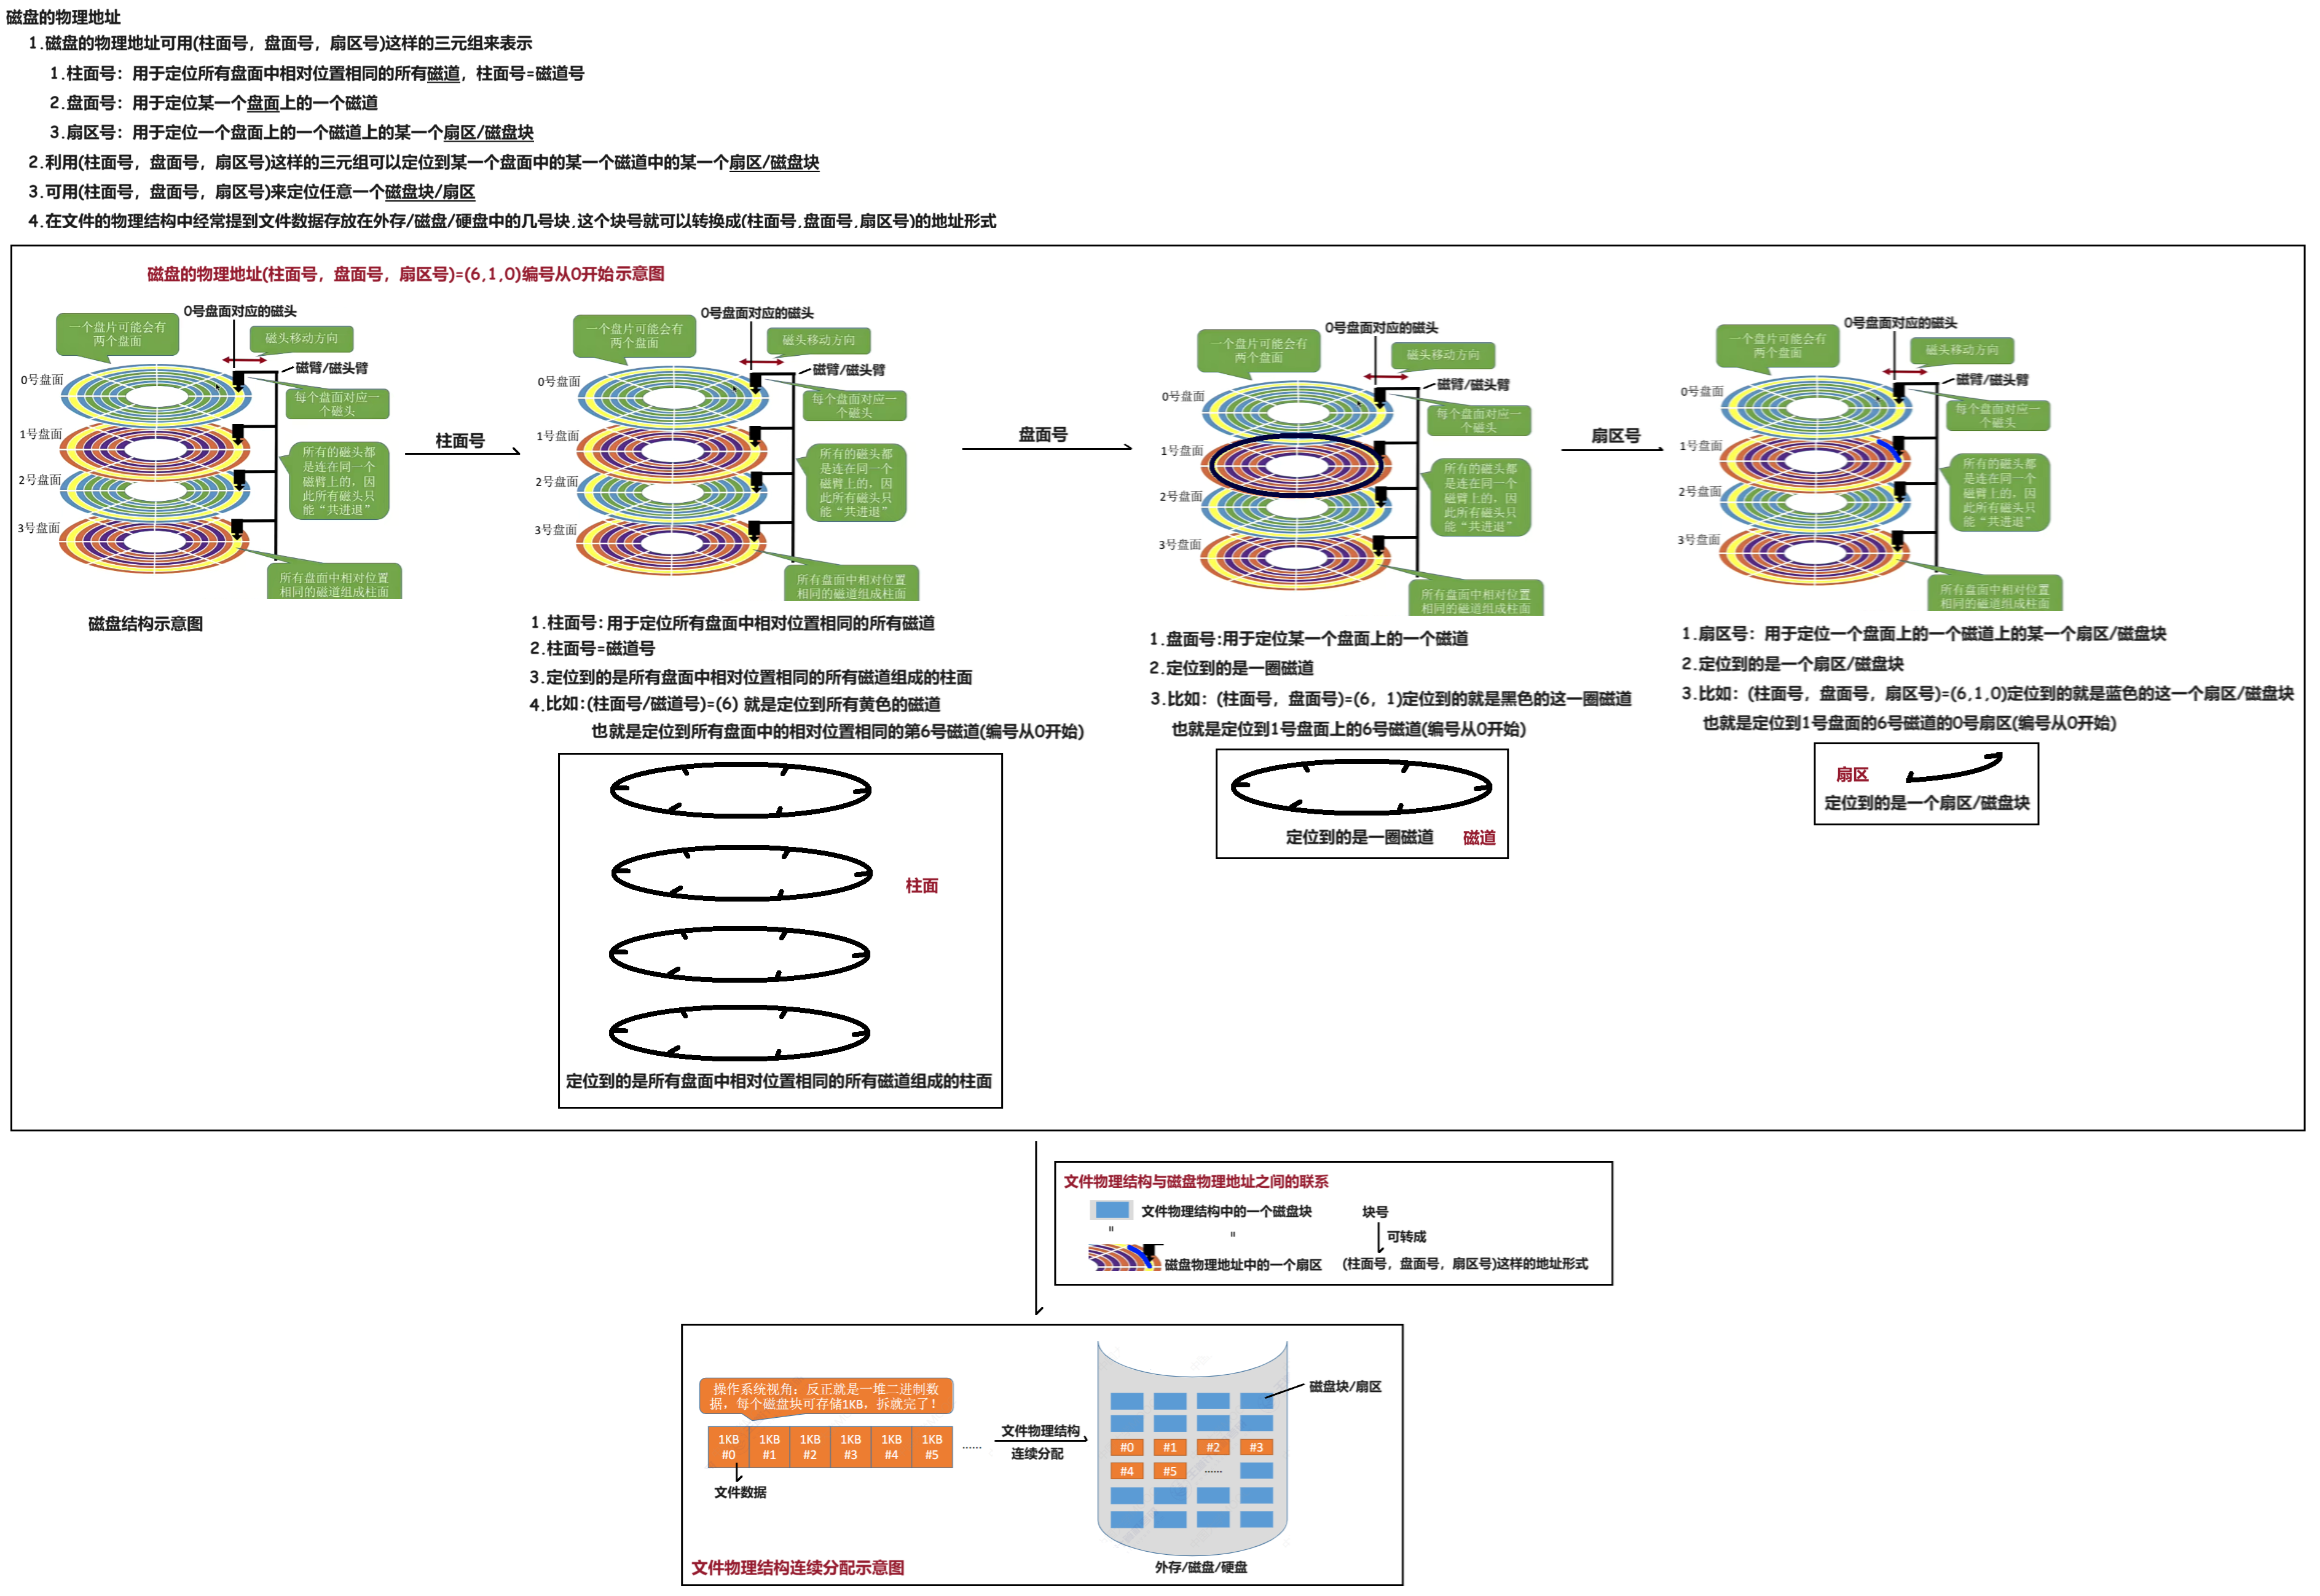 磁盘的物理地址
1.磁盘的物理地址可用(柱面号，盘面号，扇区号)这样的三元组来表示
1.柱面号：用于定位所有盘面中相对位置相同的所有磁道，柱面号=磁道号
2.盘面号：用于定位某一个盘面上的一个磁道
3.扇区号：用于定位一个盘面上的一个磁道上的某一个扇区/磁盘块
2.利用(柱面号，盘面号，扇区号)这样的三元组可以定位到某一个盘面中的某一个磁道中的某一个扇区/磁盘块
3.可用(柱面号，盘面号，扇区号)来定位任意一个磁盘块/扇区
4.在文件的物理结构中经常提到文件数据存放在外存/磁盘/硬盘中的几号块,这个块号就可以转换成(柱面号,盘面号,扇区号)的地址形式
磁盘的物理地址(柱面号，盘面号，扇区号)=(6,1,0)编号从0开始示意图
0号盘面对应的磁头
一个盘片可能会有
两个盘面
磁头移动方向
磁臂/磁头臂
0号盘面
每个盘面对应一
个磁头
1号盘面
所有的磁头都
是连在同一个
磁臂上的，因
此所有磁头只
能“共进退”
2号盘面
3号盘面
所有盘面中相对位置
相同的磁道组成柱面
磁盘结构示意图
柱面号
0号盘面对应的磁头
一个盘片可能会有
两个盘面
磁头移动方向
磁臂/磁头臂
0号盘面
每个盘面对应一
个磁头
1号盘面
所有的磁头都
是连在同一个
磁臂上的，因
此所有磁头只
能“共进退”
2号盘面
3号盘面
所有盘面中相对位置
相同的磁道组成柱面
1.柱面号：用于定位所有盘面中相对位置相同的所有磁道
2.柱面号=磁道号
3.定位到的是所有盘面中相对位置相同的所有磁道组成的柱面
4.比如:(柱面号/磁道号)=(6) 就是定位到所有黄色的磁道
也就是定位到所有盘面中的相对位置相同的第6号磁道(编号从0开始)
柱面
定位到的是所有盘面中相对位置相同的所有磁道组成的柱面
盘面号
0号盘面对应的磁头
一个盘片可能会有
两个盘面
磁头移动方向
磁臂/磁头臂
0号盘面
每个盘面对应一
个磁头
1号盘面
所有的磁头都
是连在同一个
磁臂上的，因
此所有磁头只
能“共进退”
2号盘面
3号盘面
所有盘面中相对位置
相同的磁道组成柱面
1.盘面号:用于定位某一个盘面上的一个磁道
2.定位到的是一圈磁道
3.比如：(柱面号，盘面号)=(6，1)定位到的就是黑色的这一圈磁道
也就是定位到1号盘面上的6号磁道(编号从0开始)
定位到的是一圈磁道 磁道
扇区号
0号盘面对应的磁头
一个盘片可能会有
两个盘面
磁头移动方向
磁臂/磁头臂
0号盘面
每个盘面对应一
个磁头
1号盘面
所有的磁头都
是连在同一个
磁臂上的，因
此所有磁头只
能“共进退”
2号盘面
3号盘面
所有盘面中相对位置
相同的磁道组成柱面
1.扇区号：用于定位一个盘面上的一个磁道上的某一个扇区/磁盘块
2.定位到的是一个扇区/磁盘块
3.比如：(柱面号，盘面号，扇区号)=(6,1,0)定位到的就是蓝色的这一个扇区/磁盘块
也就是定位到1号盘面的6号磁道的0号扇区(编号从0开始)
扇区
定位到的是一个扇区/磁盘块
文件物理结构与磁盘物理地址之间的联系
文件物理结构中的一个磁盘块 块号
= = 可转成
磁盘物理地址中的一个扇区 (柱面号，盘面号，扇区号)这样的地址形式
操作系统视角：反正就是一堆二进制数
据，每个磁盘块可存储1KB，拆就完了！
1KB 1KB 1KB 1KB 1KB 1KB
#0 #1 #2 #3 #4 #5 ......
文件数据
文件物理结构
连续分配
磁盘块/扇区
#0 #1 #2 #3
#4 #5 ......
外存/磁盘/硬盘
文件物理结构连续分配示意图